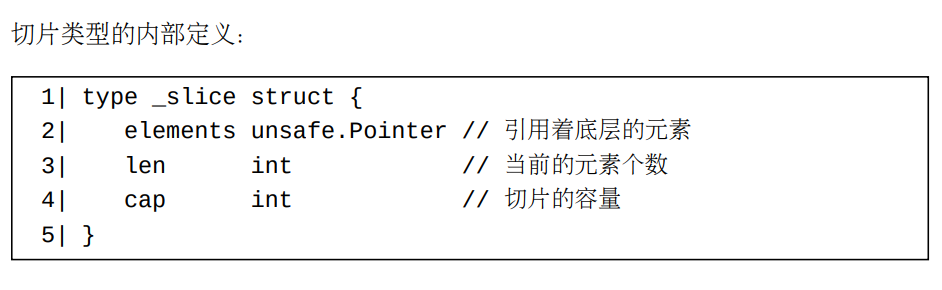 切片类型的内部定义：
1| type _slice struct {
2|    elements unsafe.Pointer // 引用着底层的元素
3|    len      int            // 当前的元素个数
4|    cap      int            // 切片的容量
5| }